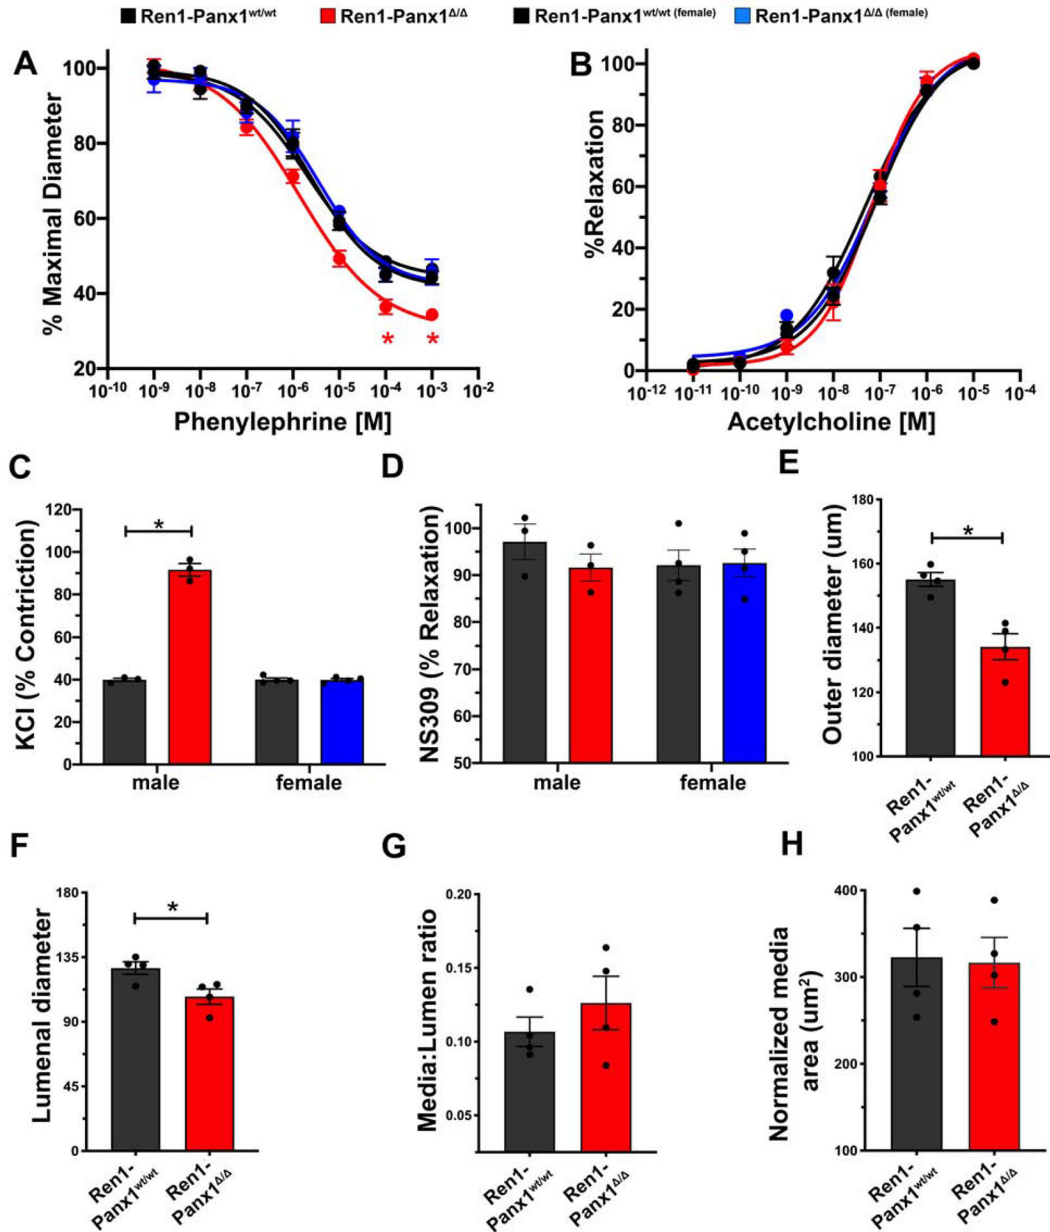 Ren1-Panx1wt/wt Ren1-Panx1Δ/Δ Ren1-Panx1wt/wt (female) Ren1-Panx1Δ/Δ (female)
A
% Maximal Diameter
100
80
60
40
20
* *
10-10 10-9 10-8 10-7 10-6 10-5 10-4 10-3 10-2
Phenylephrine [M]
B
%Relaxation
100
80
60
40
20
0
10-12 10-11 10-10 10-9 10-8 10-7 10-6 10-5 10-4
Acetylcholine [M]
C
KCl (% Contriction)
120
100
80
60
40
20
0
*
male female
D
NS309 (% Relaxation)
100
90
80
70
60
50
male female
E
Outer diameter (um)
180
160
140
120
100
*
Ren1-
Panx1wt/wt
Ren1-
Panx1Δ/Δ
F
Lumenal diameter
180
135
90
45
0
*
Ren1-
Panx1wt/wt
Ren1-
Panx1Δ/Δ
G
Media:Lumen ratio
0.20
0.15
0.10
0.05
Ren1-
Panx1wt/wt
Ren1-
Panx1Δ/Δ
H
Normalized media
area (um2)
400
300
200
100
Ren1-
Panx1wt/wt
Ren1-
Panx1Δ/Δ